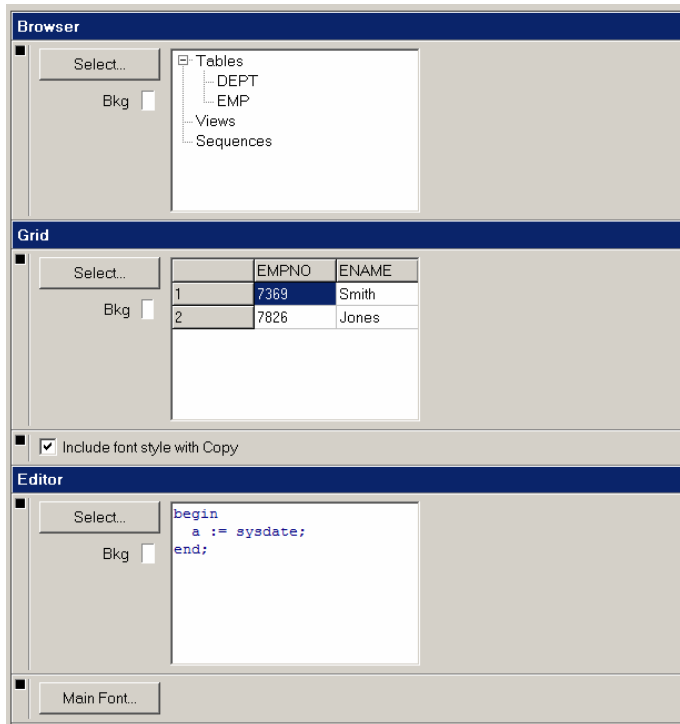 Browser
Select...
Tables
DEPT
Bkg
EMP
Views
Sequences
Grid
Select...
EMPNO ENAME
1 7369 Smith
Bkg
2 7826 Jones
Include font style with Copy
Editor
Select...
begin
a := sysdate;
Bkg
end;
Main Font...